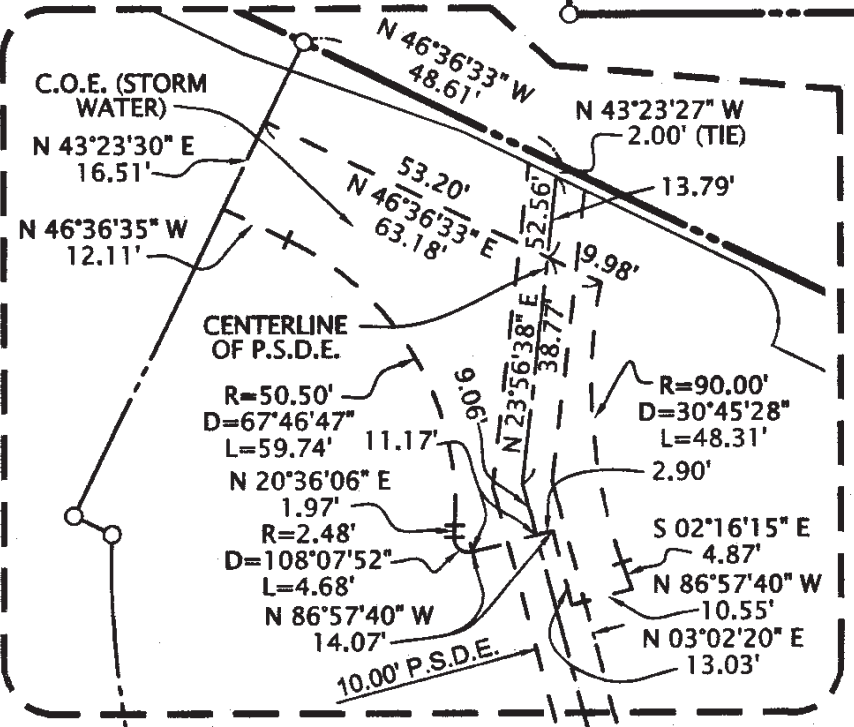 N 46°36'33" W
48.61'
C.O.E. (STORM
WATER)
N 43°23'27" W
2.00' (TIE)
N 43°23'30" E
16.51'
53.20'
N 46°36'33" E
63.18'
52.56'
13.79'
N 46°36'35" W
12.11'
9.98'
CENTERLINE
OF P.S.D.E.
N 23°56'38" E
38.77'
R=50.50'
D=67°46'47"
L=59.74'
9.06'
R=90.00'
D=30°45'28"
L=48.31'
11.17'
2.90'
N 20°36'06" E
1.97'
R=2.48'
D=108°07'52"
L=4.68'
S 02°16'15" E
4.87'
N 86°57'40" W
14.07'
N 86°57'40" W
10.55'
N 03°02'20" E
13.03'
10.00' P.S.D.E.